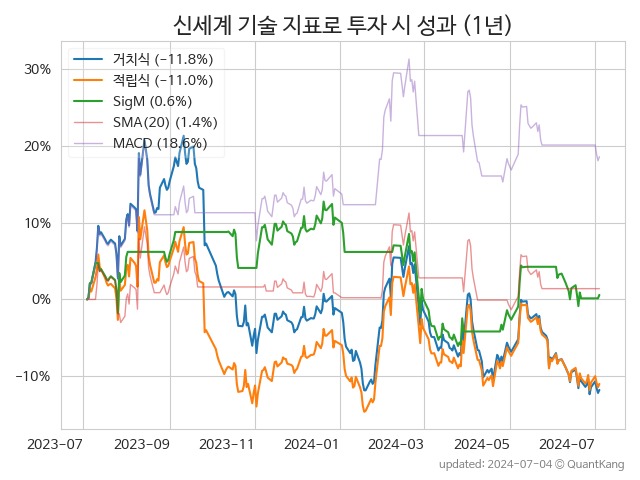 신세계 기술 지표로 투자 시 성과 (1년)
거치식 (−11.8%)
적립식 (−11.0%)
SigM (0.6%)
SMA(20) (1.4%)
MACD (18.6%)
30%
20%
10%
0%
−10%
2023−07
2023−09
2023−11
2024−01
2024−03
2024−05
2024−07
updated: 2024-07-04 © QuantKang